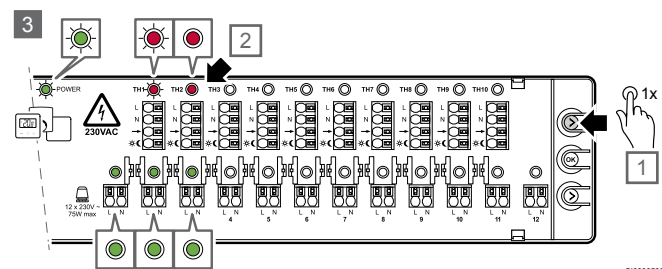 3
2
POWER
TH1 TH2 TH3 TH4 TH5 TH6 TH7 TH8 TH9 TH10
1x
L L L L L L L L L L
N N N N N N N N N N
230VAC
OK
1
12 x 230V ~
75W max
L N L N L N L N L N L N L N L N L N L N L N L N
4 5 6 7 8 9 10 11 12